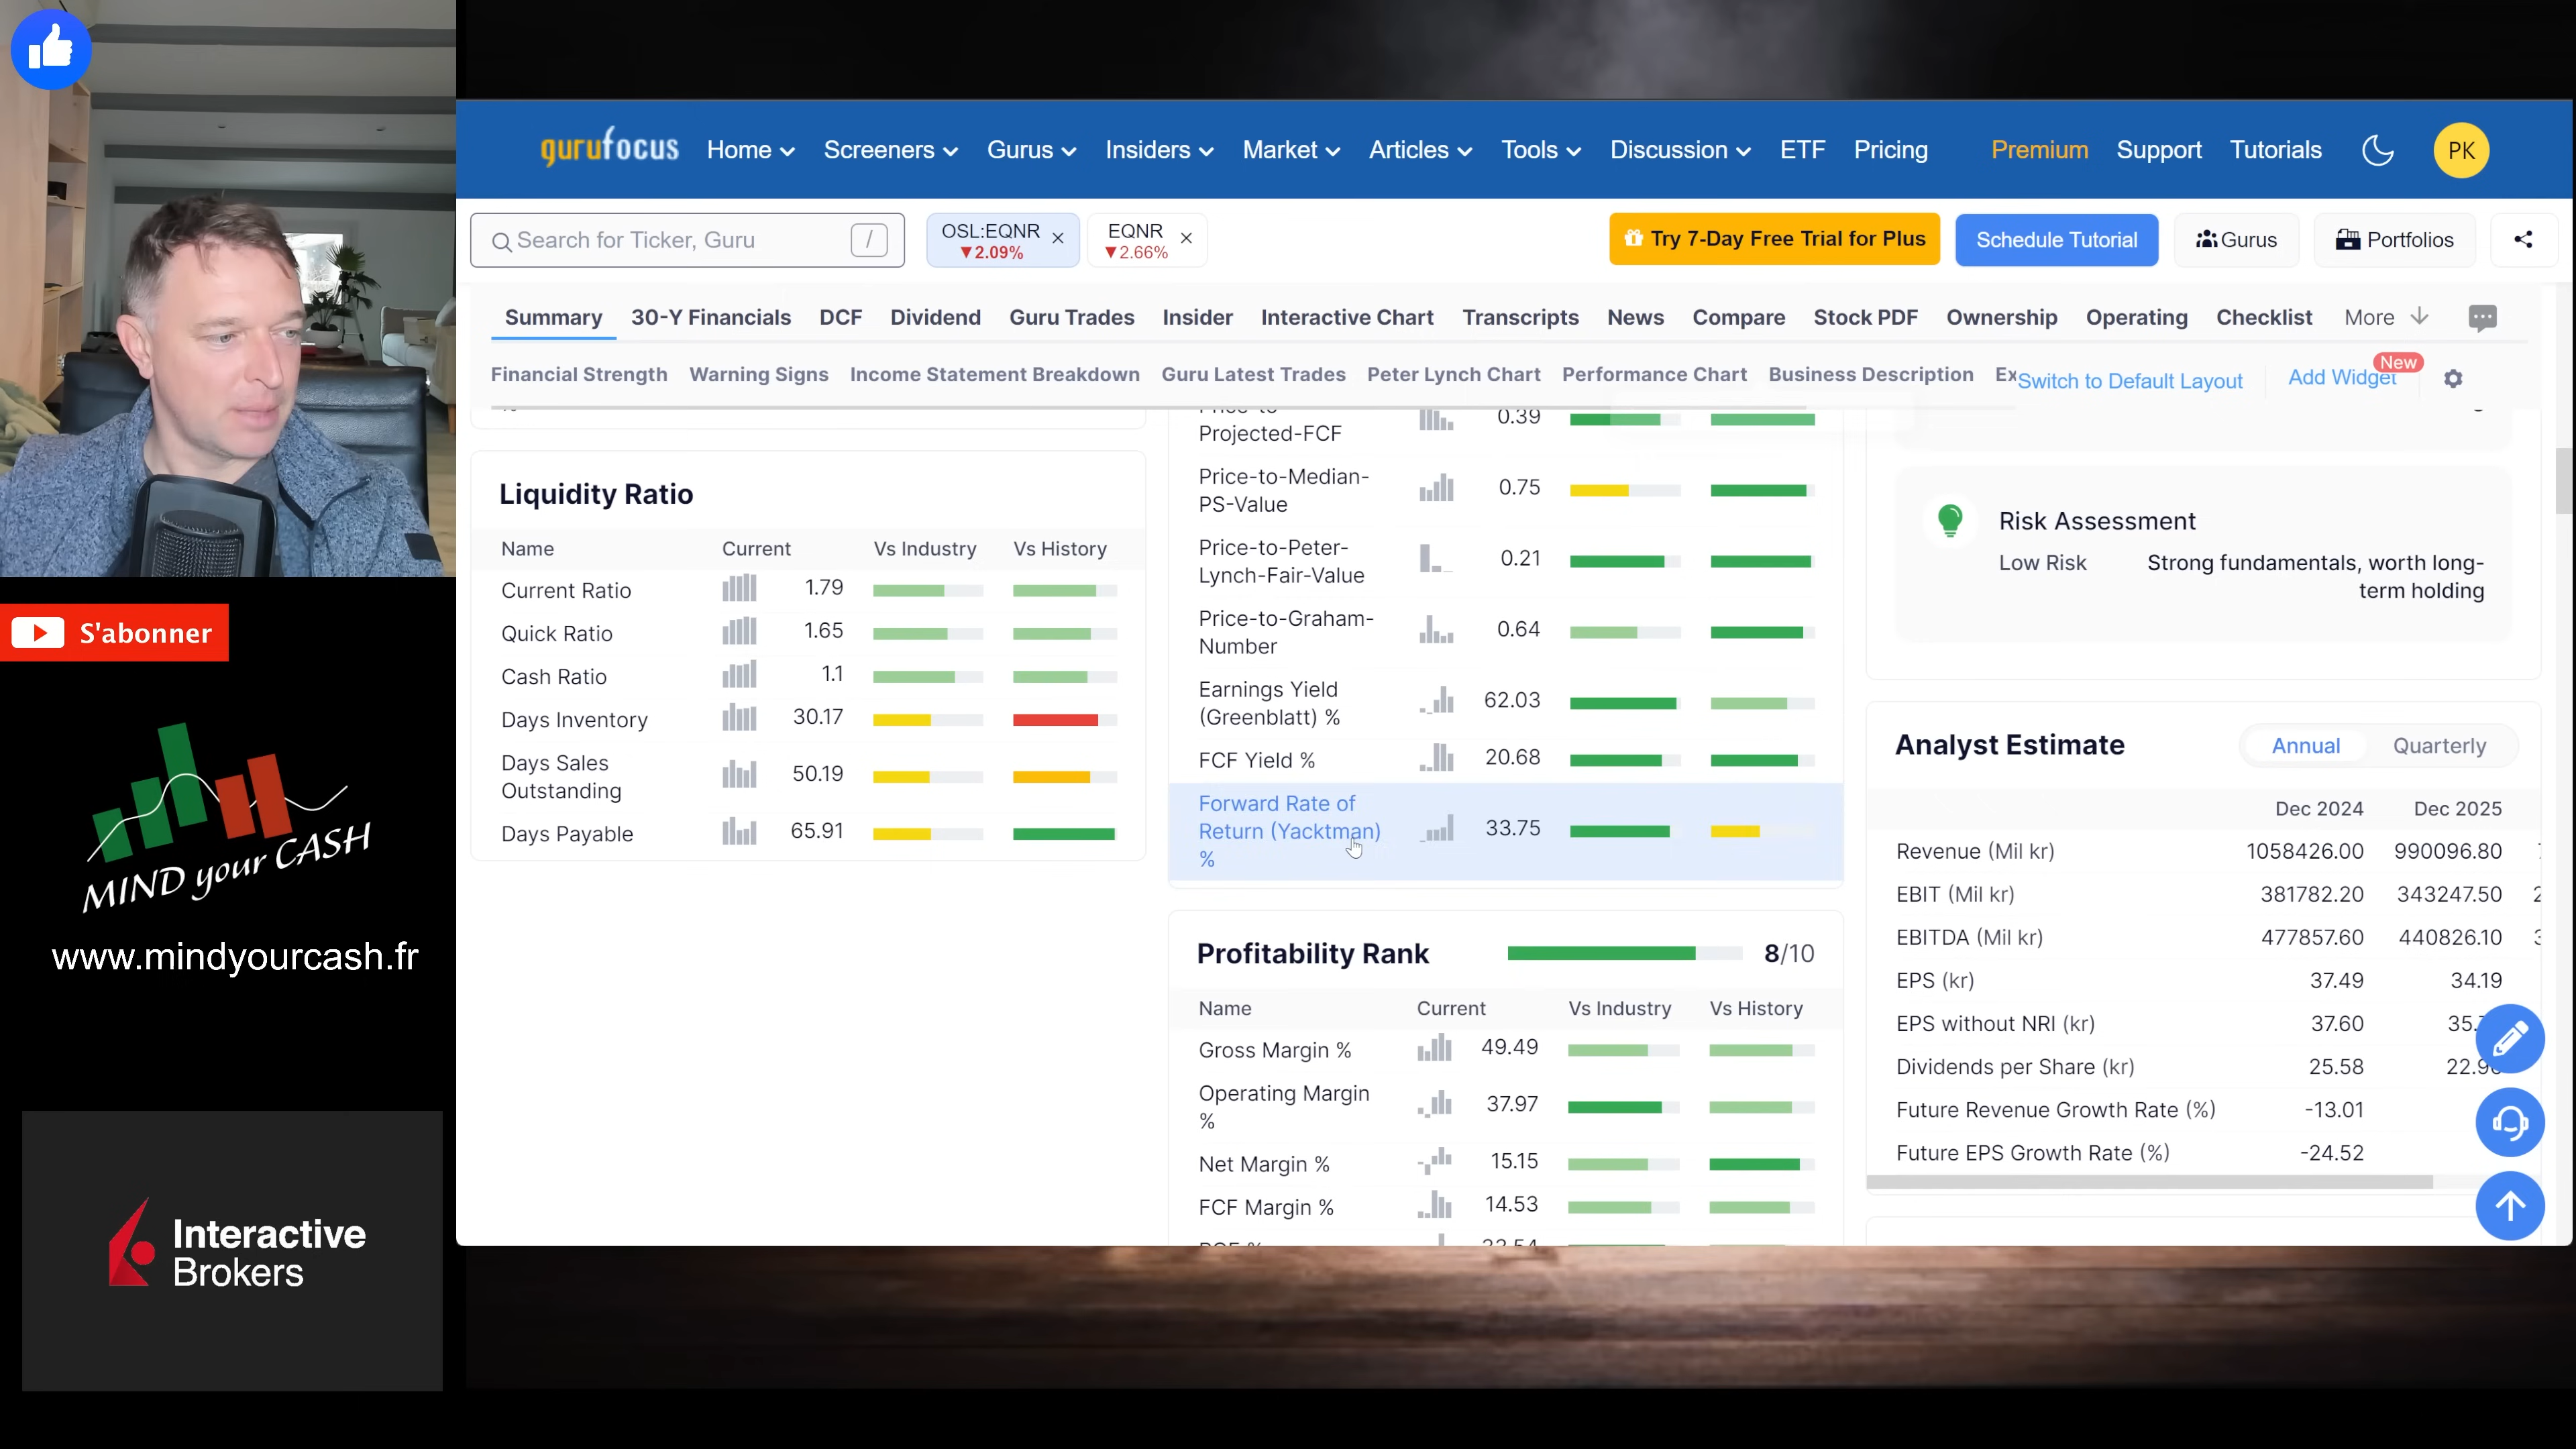 gurufocus
Home
Screeners
Gurus
Insiders
Market
Articles
Tools
Discussion
ETF
Pricing
Premium
Support
Tutorials
PK
Search for Ticker, Guru
/
OSL:EQNR
▼2.09%
EQNR
▼2.66%
Try 7-Day Free Trial for Plus
Schedule Tutorial
Gurus
Portfolios
Summary
30-Y Financials
DCF
Dividend
Guru Trades
Insider
Interactive Chart
Transcripts
News
Compare
Stock PDF
Ownership
Operating
Checklist
More
Financial Strength
Warning Signs
Income Statement Breakdown
Guru Latest Trades
Peter Lynch Chart
Performance Chart
Business Description
Ex
Switch to Default Layout
Add Widget
New
Liquidity Ratio
Name Current Vs Industry Vs History
Current Ratio 1.79
Quick Ratio 1.65
Cash Ratio 1.1
Days Inventory 30.17
Days Sales
Outstanding 50.19
Days Payable 65.91
Projected-FCF 0.39
Price-to-Median-
PS-Value 0.75
Price-to-Peter-
Lynch-Fair-Value 0.21
Price-to-Graham-
Number 0.64
Earnings Yield
(Greenblatt) % 62.03
FCF Yield % 20.68
Forward Rate of
Return (Yacktman) 33.75
%
Profitability Rank 8/10
Name Current Vs Industry Vs History
Gross Margin % 49.49
Operating Margin
% 37.97
Net Margin % 15.15
FCF Margin % 14.53
Risk Assessment
Low Risk
Strong fundamentals, worth long-
term holding
Analyst Estimate
Annual
Quarterly
Dec 2024 Dec 2025
Revenue (Mil kr) 1058426.00 990096.80
EBIT (Mil kr) 381782.20 343247.50
EBITDA (Mil kr) 477857.60 440826.10
EPS (kr) 37.49 34.19
EPS without NRI (kr) 37.60 35.
Dividends per Share (kr) 25.58 22.9
Future Revenue Growth Rate (%) -13.01
Future EPS Growth Rate (%) -24.52
S'abonner
MIND your CASH
www.mindyourcash.fr
Interactive
Brokers